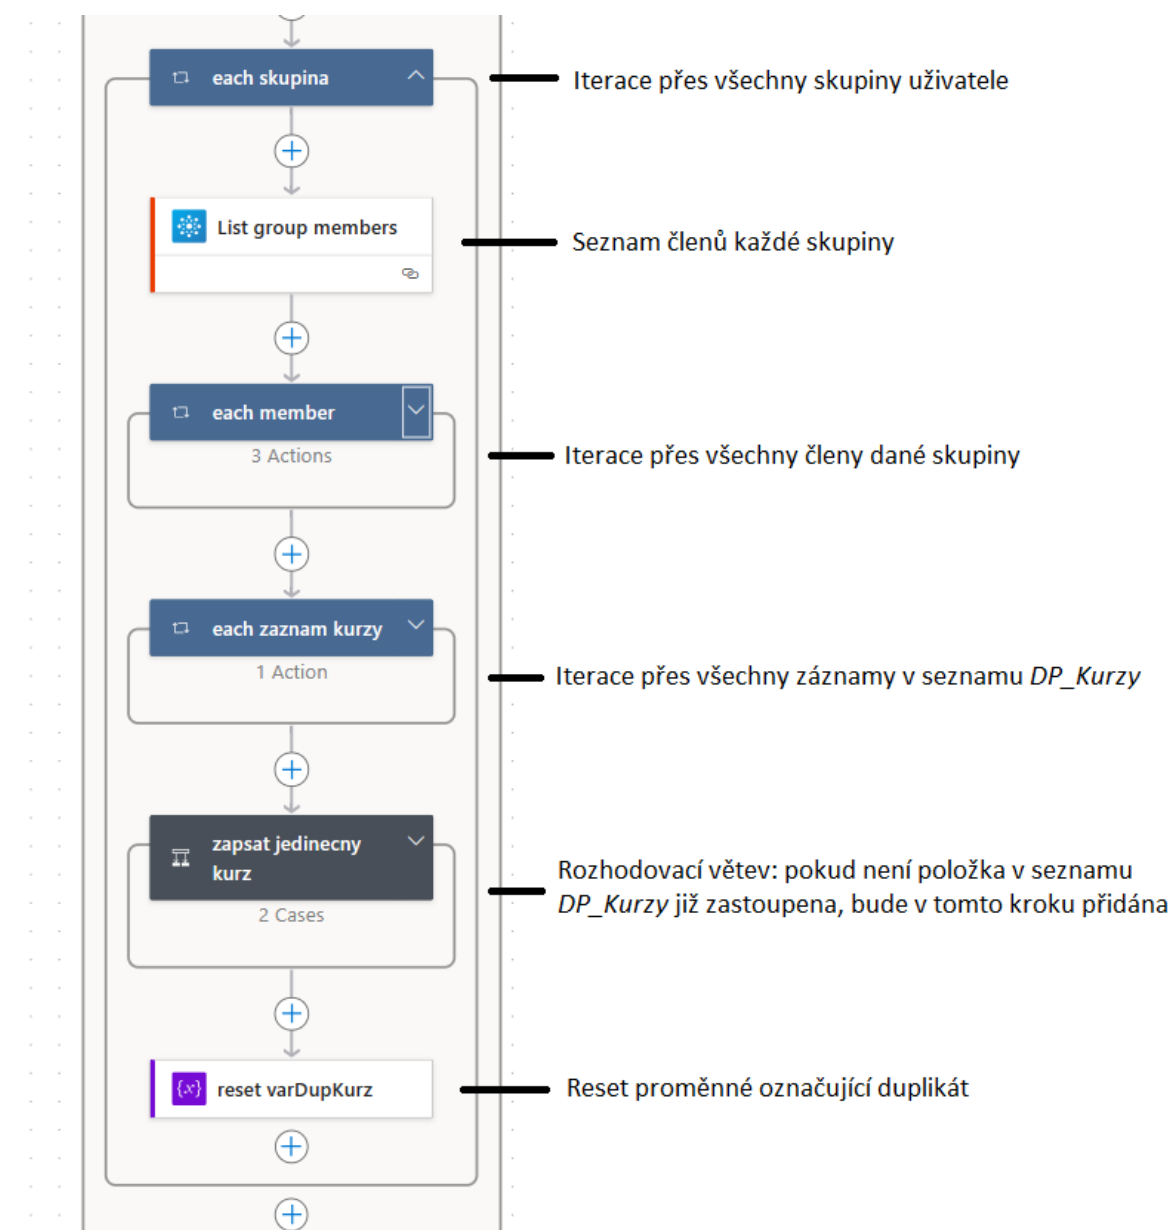 each skupina
Iterace přes všechny skupiny uživatele
List group members
Seznam členů každé skupiny
each member
3 Actions
Iterace přes všechny členy dané skupiny
each zaznam kurzy
1 Action
Iterace přes všechny záznamy v seznamu DP_Kurzy
zapsat jedinecny
kurz
2 Cases
Rozhodovací větev: pokud není položka v seznamu
DP_Kurzy již zastoupena, bude v tomto kroku přidána
{x} reset varDupKurz
Reset proměnné označující duplikát